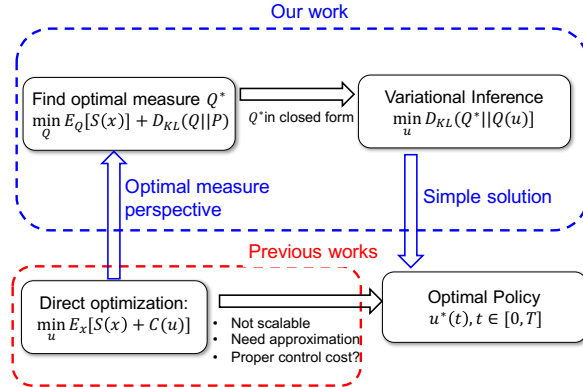 Our work
Find optimal measure Q*
min_Q E_Q[S(x)] + D_KL(Q||P)
Q* in closed form
Variational Inference
min_u D_KL(Q*||Q(u)]
Optimal measure
perspective
Simple solution
Previous works
Direct optimization:
min_u E_x[S(x) + C(u)]
• Not scalable
• Need approximation
• Proper control cost?
Optimal Policy
u*(t), t ∈ [0, T]